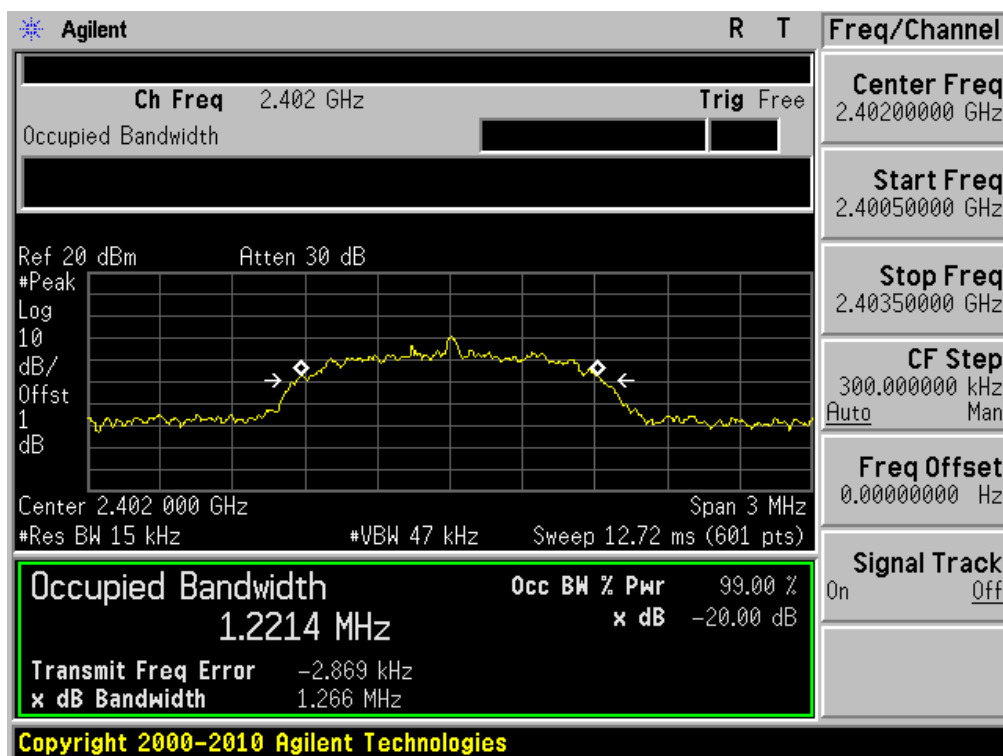 Agilent R T
Ch Freq 2.402 GHz Trig Free
Occupied Bandwidth
Ref 20 dBm Atten 30 dB
#Peak
Log
10
dB/
Offst
1
dB
Center 2.402 000 GHz Span 3 MHz
#Res BW 15 kHz #VBW 47 kHz Sweep 12.72 ms (601 pts)
Occupied Bandwidth
1.2214 MHz
Occ BW % Pwr 99.00 %
x dB -20.00 dB
Transmit Freq Error -2.869 kHz
x dB Bandwidth 1.266 MHz
Copyright 2000-2010 Agilent Technologies
Freq/Channel
Center Freq
2.40200000 GHz
Start Freq
2.40050000 GHz
Stop Freq
2.40350000 GHz
CF Step
300.000000 kHz
Auto Man
Freq Offset
0.00000000 Hz
Signal Track
On Off